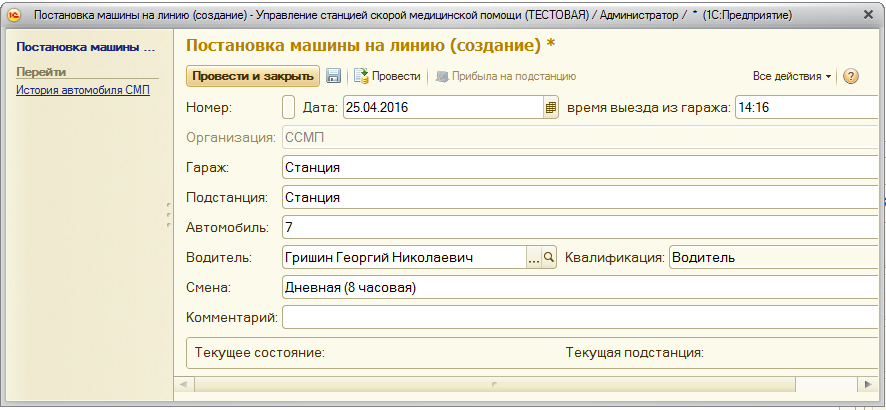 Постановка машины на линию (создание) - Управление станцией скорой медицинской помощи (ТЕСТОВАЯ) / Администратор / * (1С:Предприятие)
Постановка машины ...
Перейти
История автомобиля СМП
Постановка машины на линию (создание) *
Провести и закрыть Провести Прибыла на подстанцию Все действия ?
Номер: Дата: 25.04.2016 время выезда из гаража: 14:16
Организация: ССМП
Гараж: Станция
Подстанция: Станция
Автомобиль: 7
Водитель: Гришин Георгий Николаевич ... Квалификация: Водитель
Смена: Дневная (8 часовая)
Комментарий:
Текущее состояние: Текущая подстанция: